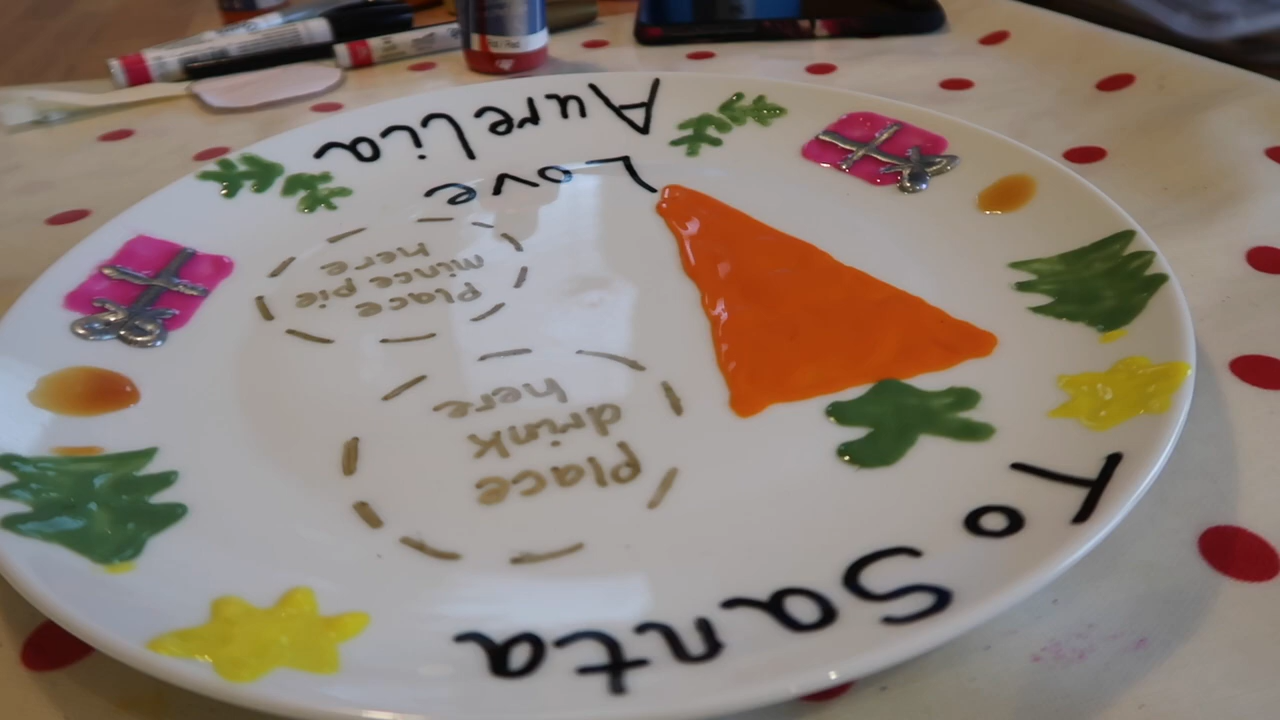 To Santa
Place
drink
here
Place
mince pie
here
Love
Aurelia